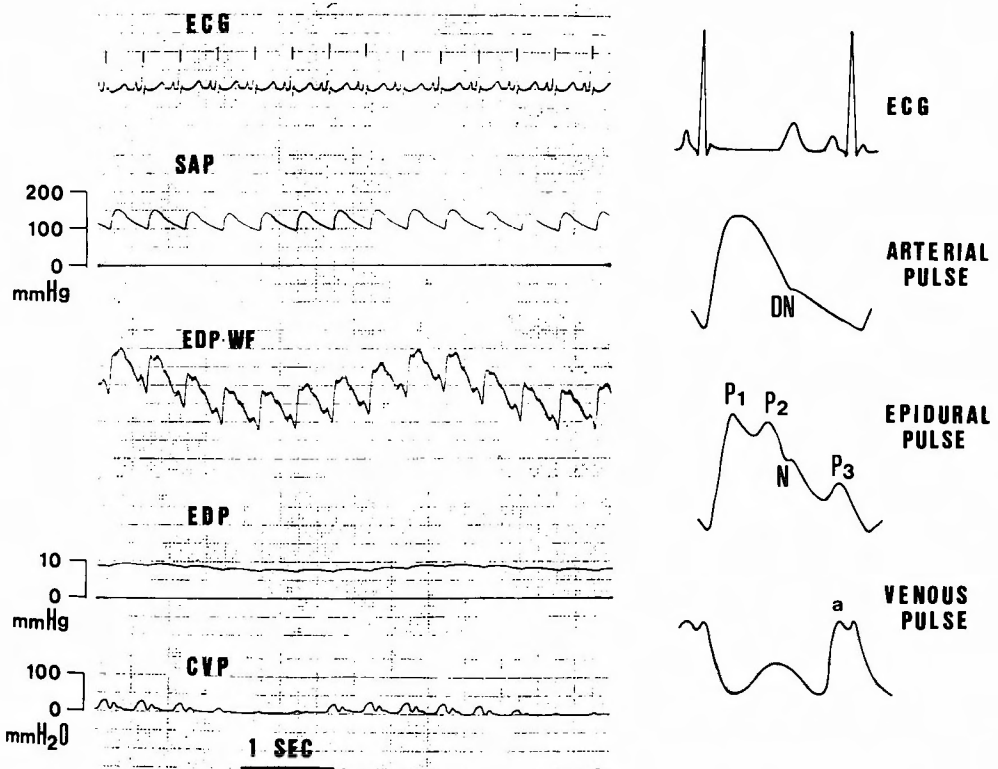 ECG
SAP
200
100
0
mmHg
EDP·WF
EDP
10
0
mmHg
CVP
100
0
mmH2O
1 SEC
ECG
ARTERIAL
PULSE
DN
EPIDURAL
PULSE
P1
P2
N
P3
VENOUS
PULSE
a